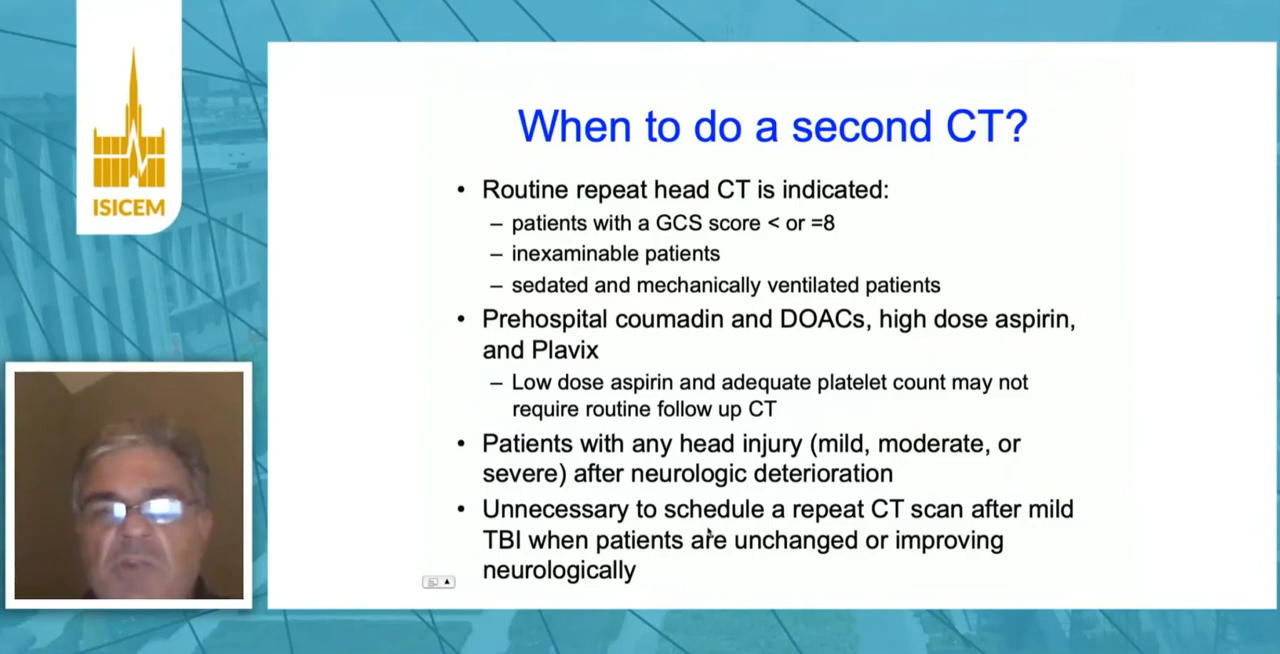 ISICEM
When to do a second CT?
• Routine repeat head CT is indicated:
– patients with a GCS score < or =8
– inexaminable patients
– sedated and mechanically ventilated patients
• Prehospital coumadin and DOACs, high dose aspirin,
and Plavix
– Low dose aspirin and adequate platelet count may not
require routine follow up CT
• Patients with any head injury (mild, moderate, or
severe) after neurologic deterioration
• Unnecessary to schedule a repeat CT scan after mild
TBI when patients are unchanged or improving
neurologically